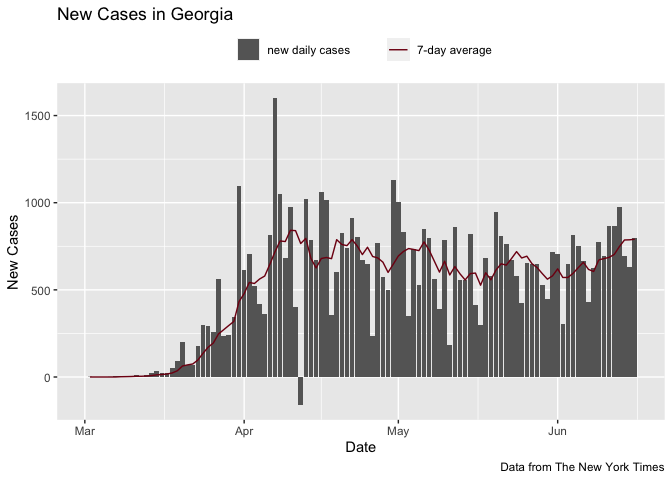 New Cases in Georgia
new daily cases
7-day average
New Cases
1500
1000
500
0
Mar
Apr
May
Jun
Date
Data from The New York Times